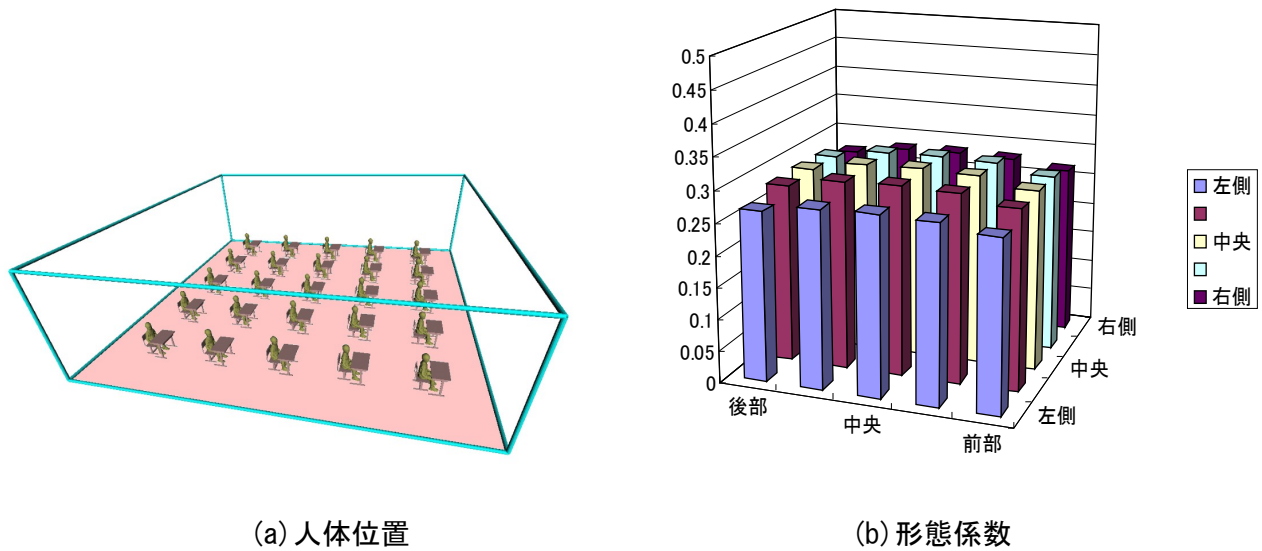 0.5
0.45
0.4
0.35
0.3
0.25
0.2
0.15
0.1
0.05
0
後部
中央
前部
左側
中央
右側
左側
中央
右側
(a)人体位置
(b)形態係数